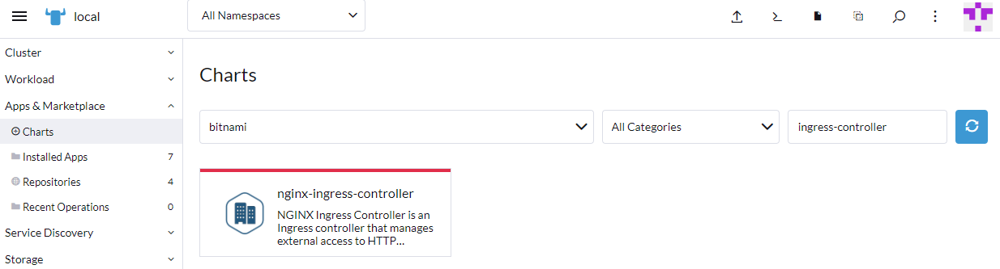 local
All Namespaces
Cluster
Workload
Apps & Marketplace
Charts
Installed Apps 7
Repositories 4
Recent Operations 0
Service Discovery
Storage
Charts
bitnami
All Categories
ingress-controller
nginx-ingress-controller
NGINX Ingress Controller is an
Ingress controller that manages
external access to HTTP...